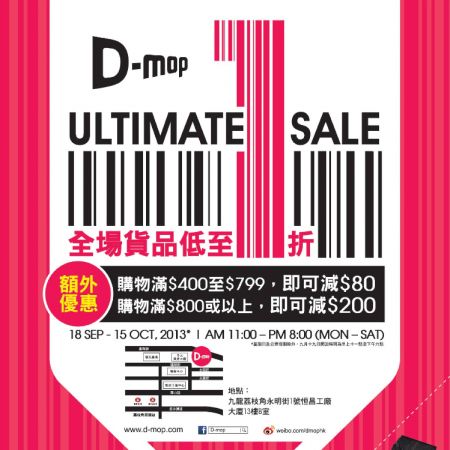 D-mop
ULTIMATE 1 SALE
全場貨品低至1折
額外
優惠
購物滿$400至$799，即可減$80
購物滿$800或以上，即可減$200
18 SEP - 15 OCT, 2013* | AM 11:00 – PM 8:00 (MON – SAT)
D-mop
地點：
九龍荔枝角永明街1號恒昌工廠
大廈13樓B室
www.d-mop.com
D-mop
weibo.com/dmophk